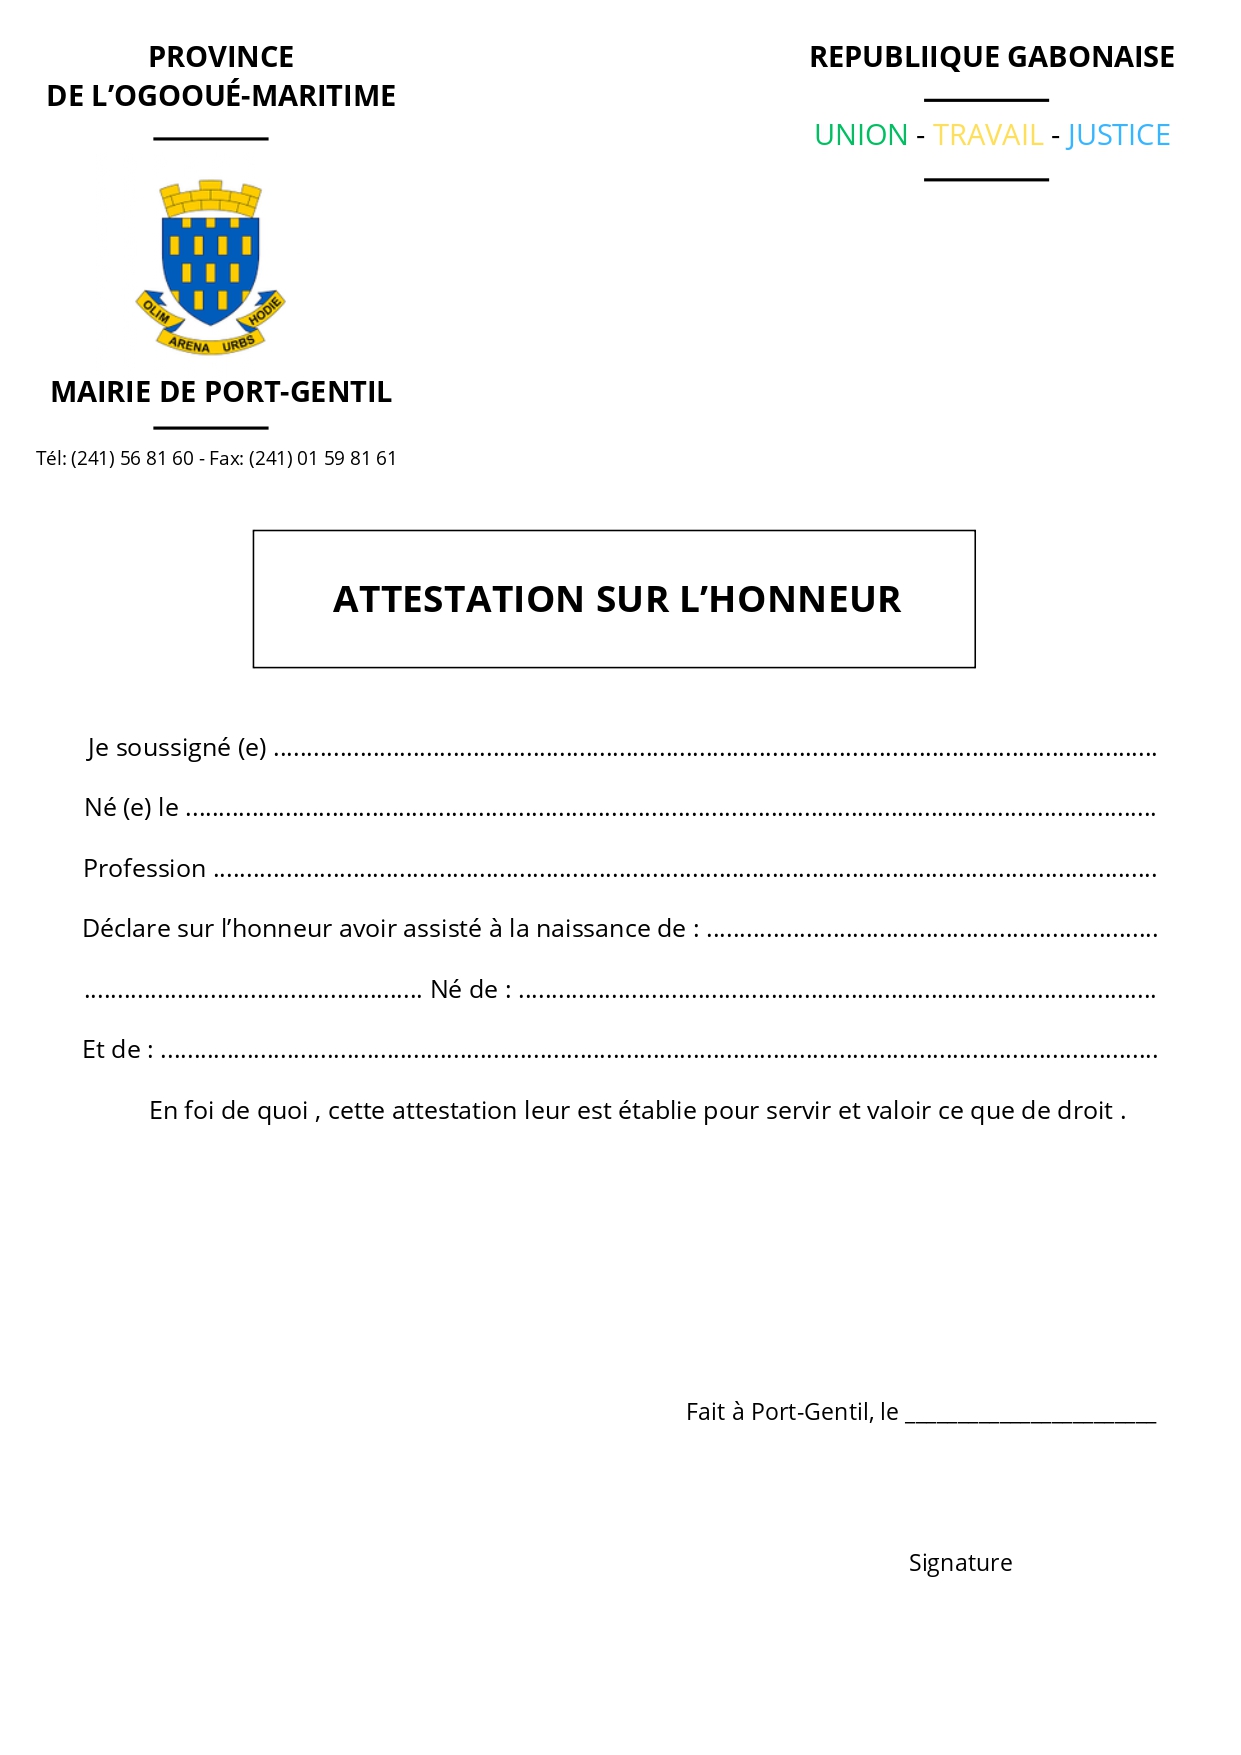 PROVINCE
DE L’OGOOUÉ-MARITIME
REPUBLIIQUE GABONAISE
UNION - TRAVAIL - JUSTICE
OLIM ARENA URBS HODIE
MAIRIE DE PORT-GENTIL
Tél: (241) 56 81 60 - Fax: (241) 01 59 81 61
ATTESTATION SUR L’HONNEUR
Je soussigné (e) ........................................................................................................................
Né (e) le ........................................................................................................................
Profession ........................................................................................................................
Déclare sur l’honneur avoir assisté à la naissance de : ....................................................................
................................................... Né de : ................................................................................................
Et de : ........................................................................................................................
En foi de quoi , cette attestation leur est établie pour servir et valoir ce que de droit .
Fait à Port-Gentil, le ________________________
Signature